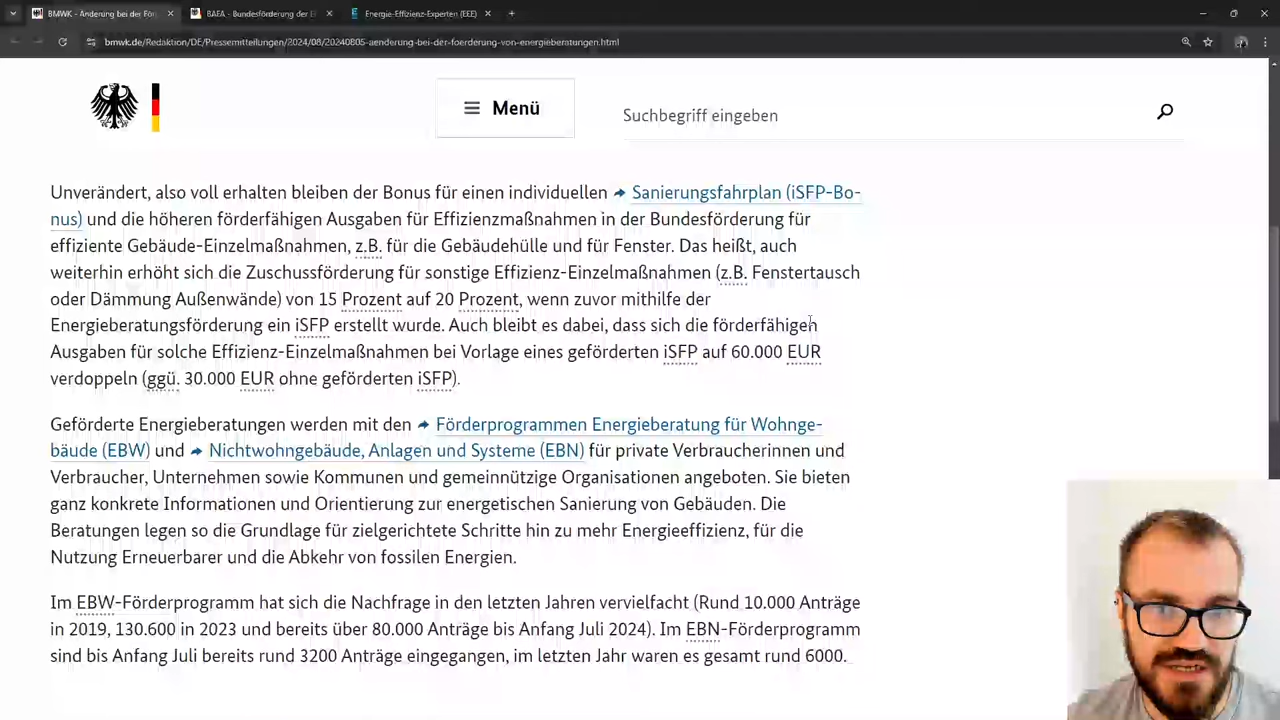 BMWK - Änderung bei der För
BAFA - Bundesförderung der E
Energie-Effizienz-Experten (EEE)
bmwk.de/Redaktion/DE/Pressemitteilungen/2024/08/20240805-aenderung-bei-der-foerderung-von-energieberatungen.html
Menü
Suchbegriff eingeben
Unverändert, also voll erhalten bleiben der Bonus für einen individuellen Sanierungsfahrplan (iSFP-Bo-
nus) und die höheren förderfähigen Ausgaben für Effizienzmaßnahmen in der Bundesförderung für
effiziente Gebäude-Einzelmaßnahmen, z.B. für die Gebäudehülle und für Fenster. Das heißt, auch
weiterhin erhöht sich die Zuschussförderung für sonstige Effizienz-Einzelmaßnahmen (z.B. Fenstertausch
oder Dämmung Außenwände) von 15 Prozent auf 20 Prozent, wenn zuvor mithilfe der
Energieberatungsförderung ein iSFP erstellt wurde. Auch bleibt es dabei, dass sich die förderfähigen
Ausgaben für solche Effizienz-Einzelmaßnahmen bei Vorlage eines geförderten iSFP auf 60.000 EUR
verdoppeln (ggü. 30.000 EUR ohne geförderten iSFP).
Geförderte Energieberatungen werden mit den Förderprogrammen Energieberatung für Wohnge-
bäude (EBW) und Nichtwohngebäude, Anlagen und Systeme (EBN) für private Verbraucherinnen und
Verbraucher, Unternehmen sowie Kommunen und gemeinnützige Organisationen angeboten. Sie bieten
ganz konkrete Informationen und Orientierung zur energetischen Sanierung von Gebäuden. Die
Beratungen legen so die Grundlage für zielgerichtete Schritte hin zu mehr Energieeffizienz, für die
Nutzung Erneuerbarer und die Abkehr von fossilen Energien.
Im EBW-Förderprogramm hat sich die Nachfrage in den letzten Jahren vervielfacht (Rund 10.000 Anträge
in 2019, 130.600 in 2023 und bereits über 80.000 Anträge bis Anfang Juli 2024). Im EBN-Förderprogramm
sind bis Anfang Juli bereits rund 3200 Anträge eingegangen, im letzten Jahr waren es gesamt rund 6000.